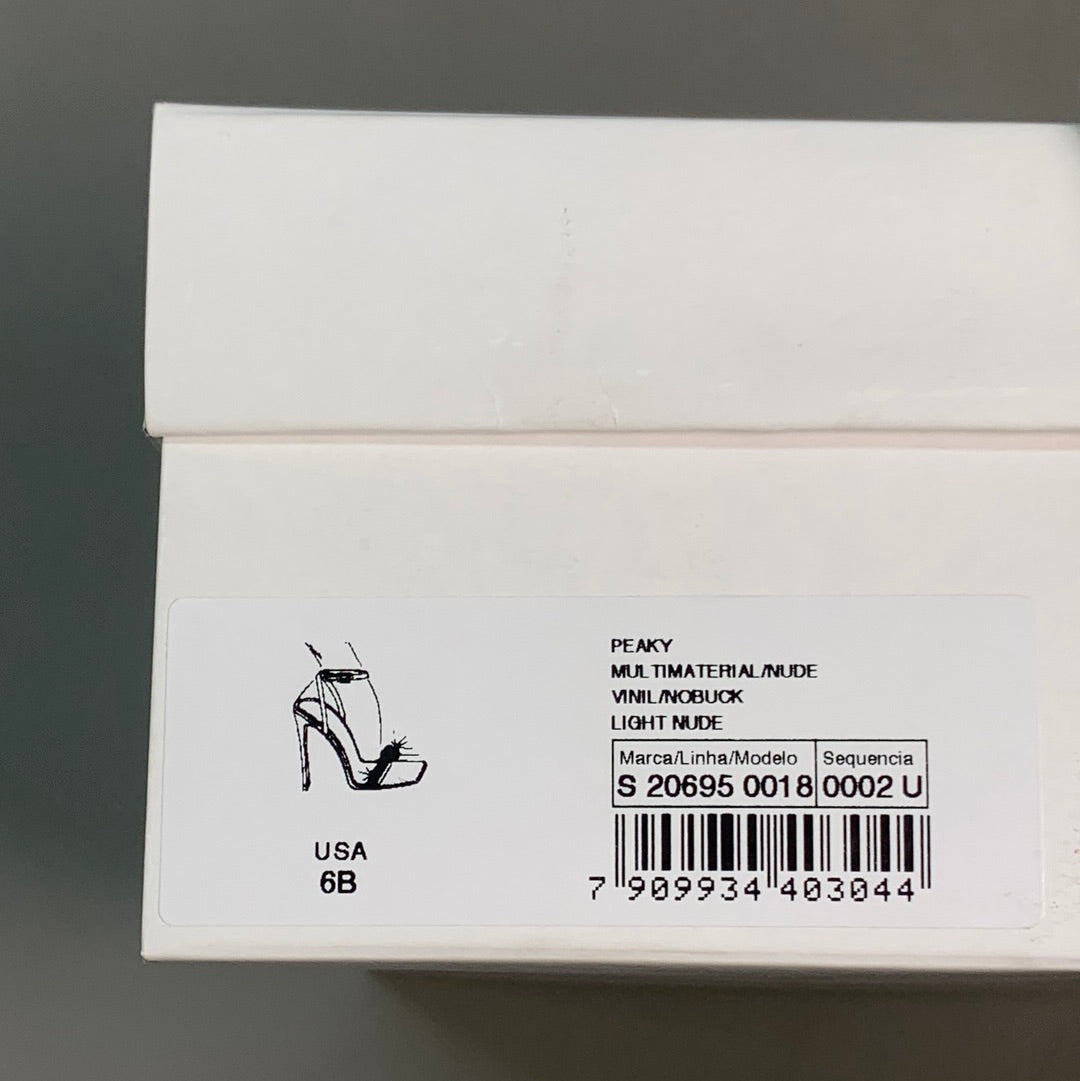 PEAKY
MULTIMATERIAL/NUDE
VINIL/NOBUCK
LIGHT NUDE
Marca/Linha/Modelo Sequencia
S 20695 0018 0002 U
USA
6B
7 909934 403044